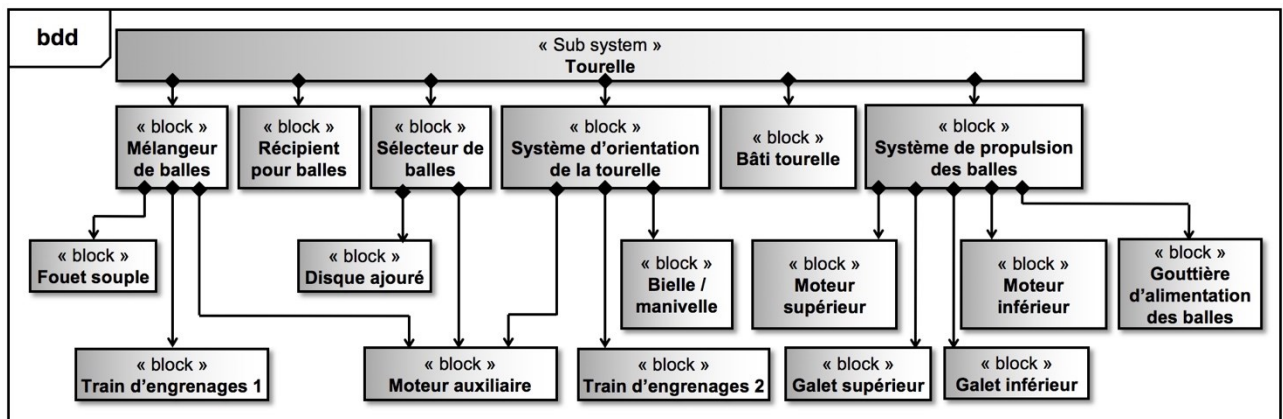 bdd
« Sub system »
Tourelle
« block »
Mélangeur
de balles
« block »
Récipient
pour balles
« block »
Sélecteur de
balles
« block »
Système d'orientation
de la tourelle
« block »
Bâti tourelle
« block »
Système de propulsion
des balles
« block »
Fouet souple
« block »
Disque ajouré
« block »
Bielle /
manivelle
« block »
Moteur
supérieur
« block »
Moteur
inférieur
« block »
Gouttière
d'alimentation
des balles
« block »
Train d'engrenages 1
« block »
Moteur auxiliaire
« block »
Train d'engrenages 2
« block »
Galet supérieur
« block »
Galet inférieur